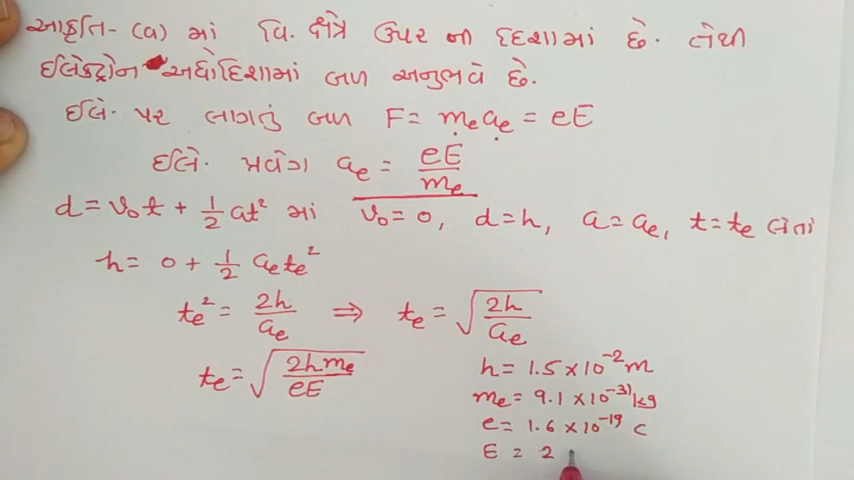 આકૃતિ-(a) માં વિ. ક્ષેત્ર ઉપર ની દિશામાં છે. તેથી
ઈલેક્ટ્રોન અધોદિશામાં બળ અનુભવે છે.
ઈલે. પર લાગતું બળ F = mₑaₑ = eE
ઈલે. પ્રવેગ aₑ = eE/mₑ
d = v₀t + 1/2 at² માં v₀ = 0, d = h, a = aₑ, t = tₑ લેતાં
h = 0 + 1/2 aₑtₑ²
tₑ² = 2h/aₑ ⇒ tₑ = √(2h/aₑ)
tₑ = √(2hmₑ/eE)
h = 1.5 × 10⁻² m
mₑ = 9.1 × 10⁻³¹ kg
e = 1.6 × 10⁻¹⁹ C
E = 2